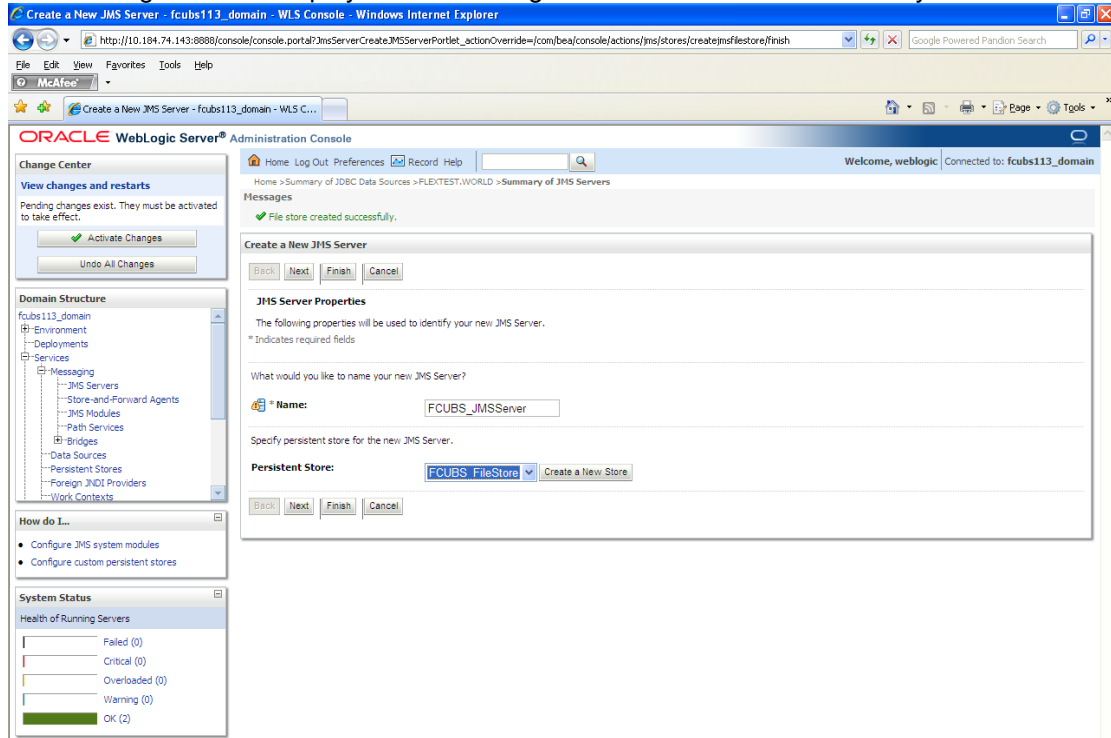 Create a New JMS Server - fcubs113_domain - WLS Console - Windows Internet Explorer
http://10.184.74.143:8888/console/console.portal?JmsServerCreateJMSServerPortlet_actionOverride=/com/bea/console/actions/jms/stores/createjmsfilestore/finish
Google Powered Pandion Search
File Edit View Favorites Tools Help
McAfee
Create a New JMS Server - fcubs113_domain - WLS C...
Page Tools
ORACLE WebLogic Server® Administration Console
Change Center
View changes and restarts
Pending changes exist. They must be activated
to take effect.
Activate Changes
Undo All Changes
Domain Structure
fcubs113_domain
Environment
Deployments
Services
Messaging
JMS Servers
Store-and-Forward Agents
JMS Modules
Path Services
Bridges
Data Sources
Persistent Stores
Foreign JNDI Providers
Work Contexts
How do I...
Configure JMS system modules
Configure custom persistent stores
System Status
Health of Running Servers
Failed (0)
Critical (0)
Overloaded (0)
Warning (0)
OK (2)
Home Log Out Preferences Record Help
Welcome, weblogic Connected to: fcubs113_domain
Home >Summary of JDBC Data Sources >FLEXTEST.WORLD >Summary of JMS Servers
Messages
File store created successfully.
Create a New JMS Server
Back Next Finish Cancel
JMS Server Properties
The following properties will be used to identify your new JMS Server.
* Indicates required fields
What would you like to name your new JMS Server?
* Name: FCUBS_JMSServer
Specify persistent store for the new JMS Server.
Persistent Store: FCUBS_FileStore Create a New Store
Back Next Finish Cancel